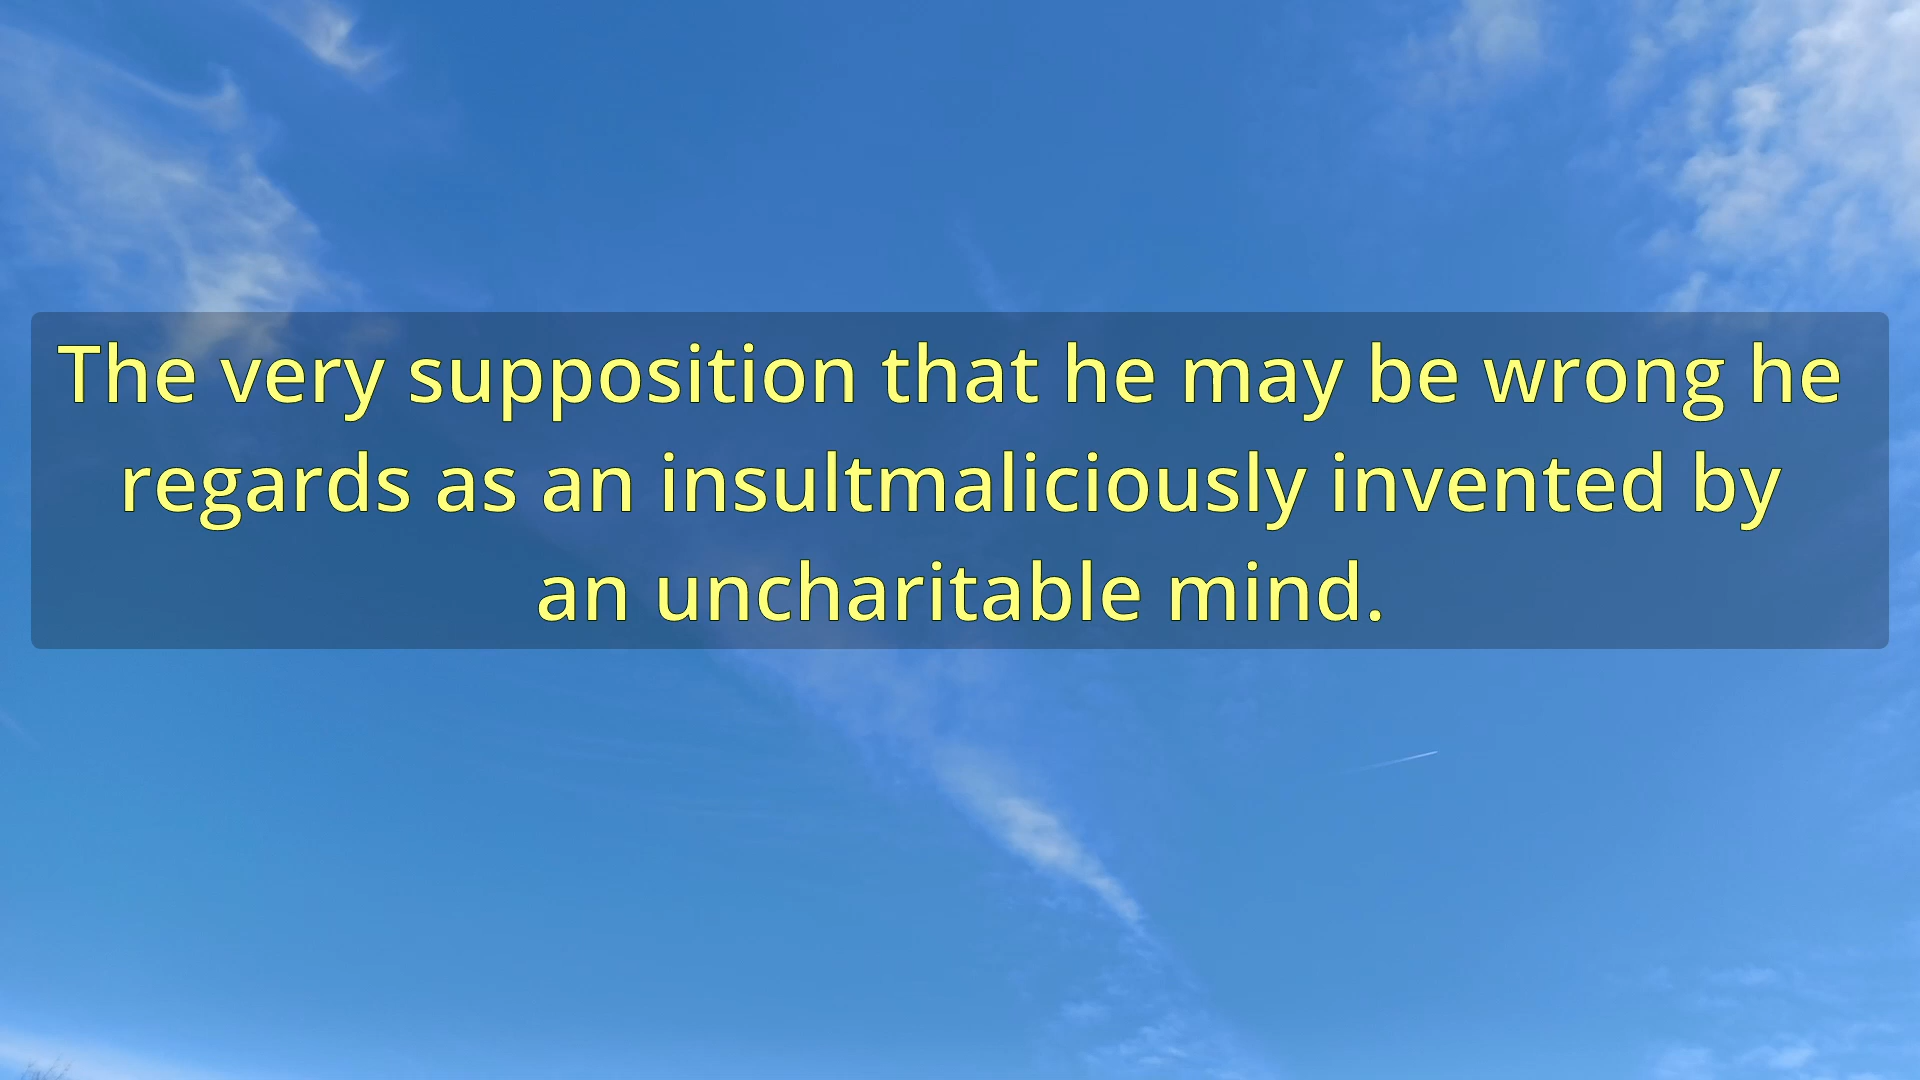 The very supposition that he may be wrong he
regards as an insultmaliciously invented by
an uncharitable mind.